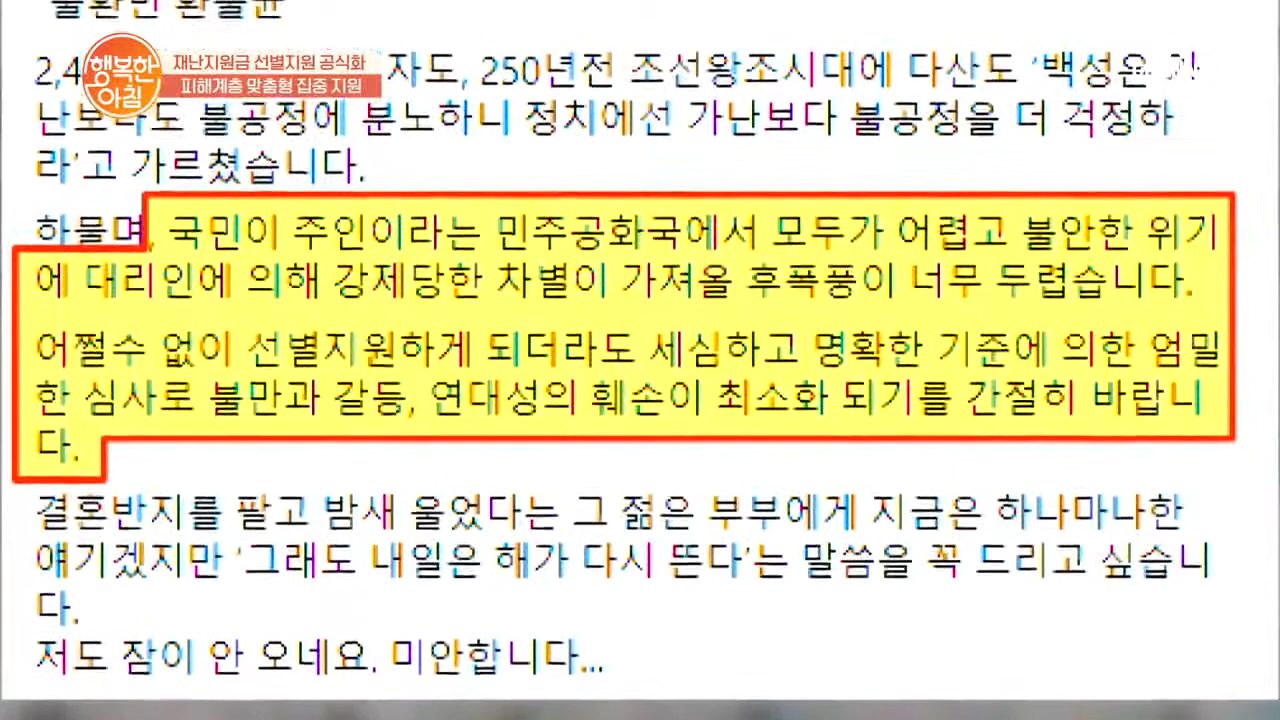 행복한
아침
재난지원금 선별지원 공식화
피해계층 맞춤형 집중 지원
2,4
자도, 250년전 조선왕조시대에 다산도 '백성은
난보다도 불공정에 분노하니 정치에선 가난보다 불공정을 더 걱정하
라'고 가르쳤습니다.
하물며, 국민이 주인이라는 민주공화국에서 모두가 어렵고 불안한 위기
에 대리인에 의해 강제당한 차별이 가져올 후폭풍이 너무 두렵습니다.
어쩔수 없이 선별지원하게 되더라도 세심하고 명확한 기준에 의한 엄밀
한 심사로 불만과 갈등, 연대성의 훼손이 최소화 되기를 간절히 바랍니
다.
결혼반지를 팔고 밤새 울었다는 그 젊은 부부에게 지금은 하나마나한
얘기겠지만 '그래도 내일은 해가 다시 뜬다'는 말씀을 꼭 드리고 싶습니
다.
저도 잠이 안 오네요. 미안합니다...